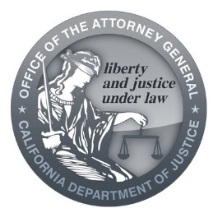 OFFICE OF THE ATTORNEY GENERAL
liberty
and justice
under law
CALIFORNIA DEPARTMENT OF JUSTICE